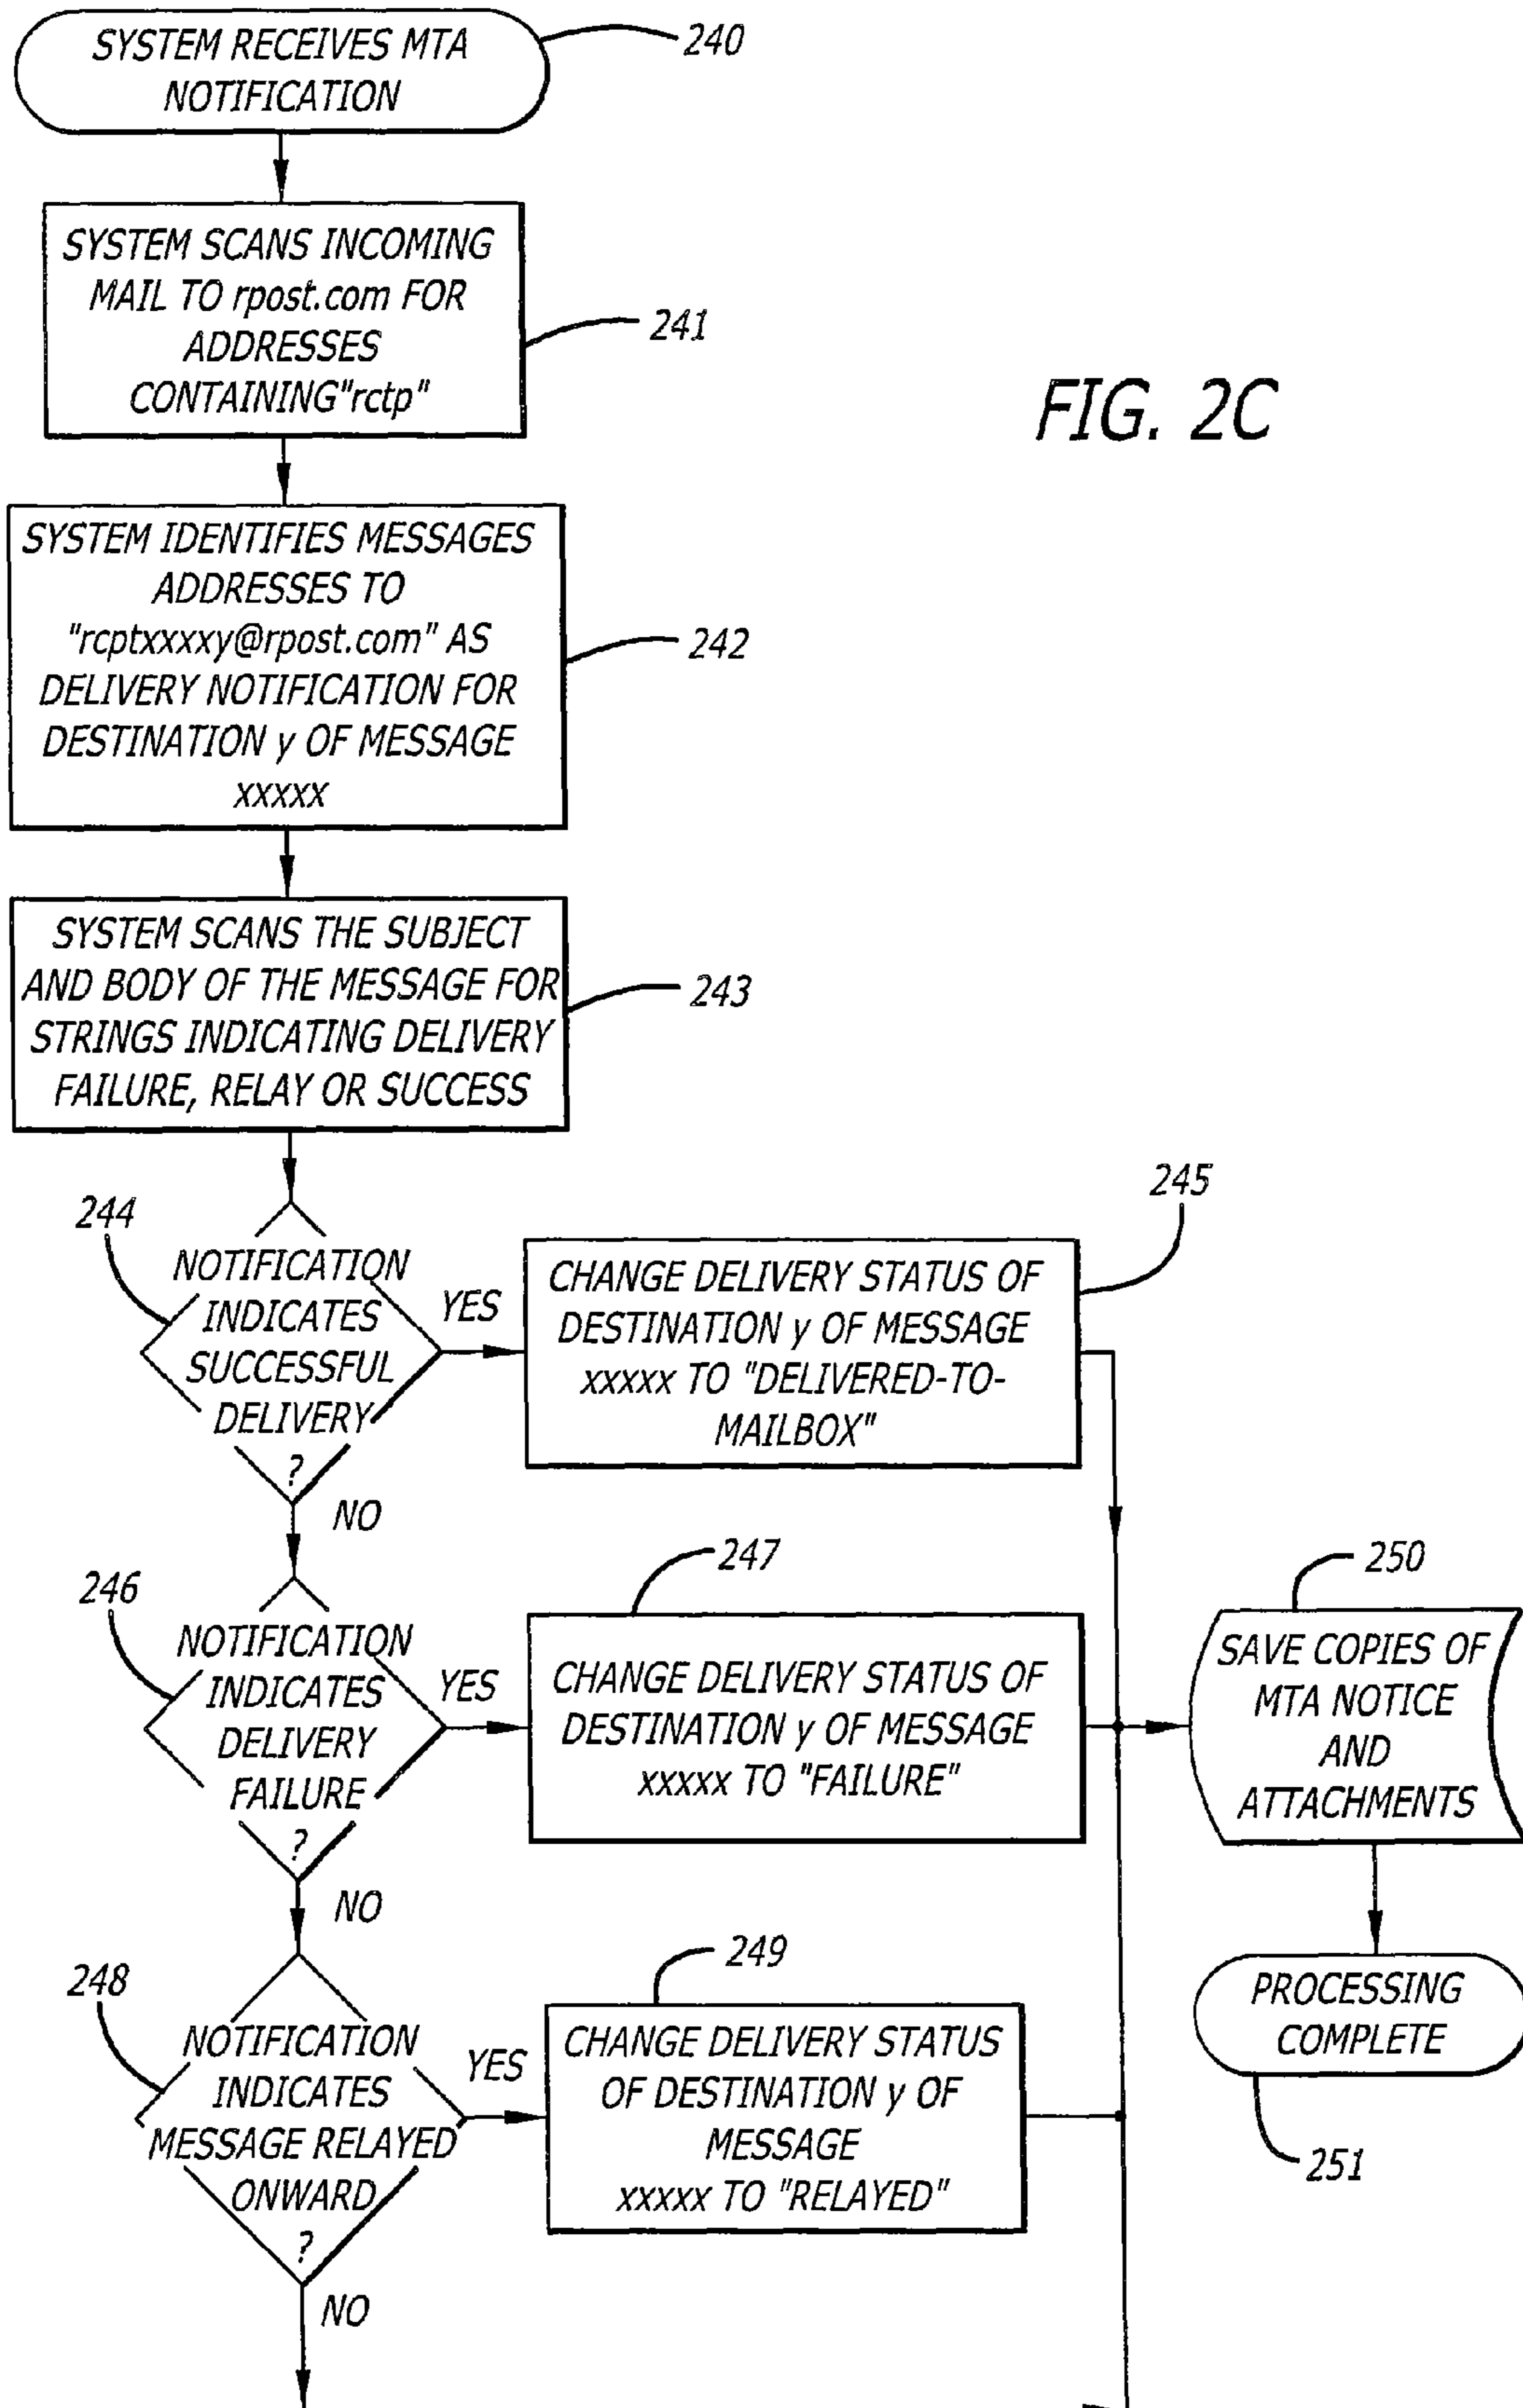 SYSTEM RECEIVES MTA
NOTIFICATION
240
SYSTEM SCANS INCOMING
MAIL TO rpost.com FOR
ADDRESSES
CONTAINING"rctp"
241
FIG. 2C
SYSTEM IDENTIFIES MESSAGES
ADDRESSES TO
"rcptxxxxy@rpost.com" AS
DELIVERY NOTIFICATION FOR
DESTINATION y OF MESSAGE
xxxxx
242
SYSTEM SCANS THE SUBJECT
AND BODY OF THE MESSAGE FOR
STRINGS INDICATING DELIVERY
FAILURE, RELAY OR SUCCESS
243
244
NOTIFICATION
INDICATES
SUCCESSFUL
DELIVERY
?
YES
NO
245
CHANGE DELIVERY STATUS OF
DESTINATION y OF MESSAGE
xxxxx TO "DELIVERED-TO-
MAILBOX"
246
NOTIFICATION
INDICATES
DELIVERY
FAILURE
?
YES
NO
247
CHANGE DELIVERY STATUS OF
DESTINATION y OF MESSAGE
xxxxx TO "FAILURE"
250
SAVE COPIES OF
MTA NOTICE
AND
ATTACHMENTS
248
NOTIFICATION
INDICATES
MESSAGE RELAYED
ONWARD
?
YES
NO
249
CHANGE DELIVERY STATUS
OF DESTINATION y OF
MESSAGE
xxxxx TO "RELAYED"
PROCESSING
COMPLETE
251